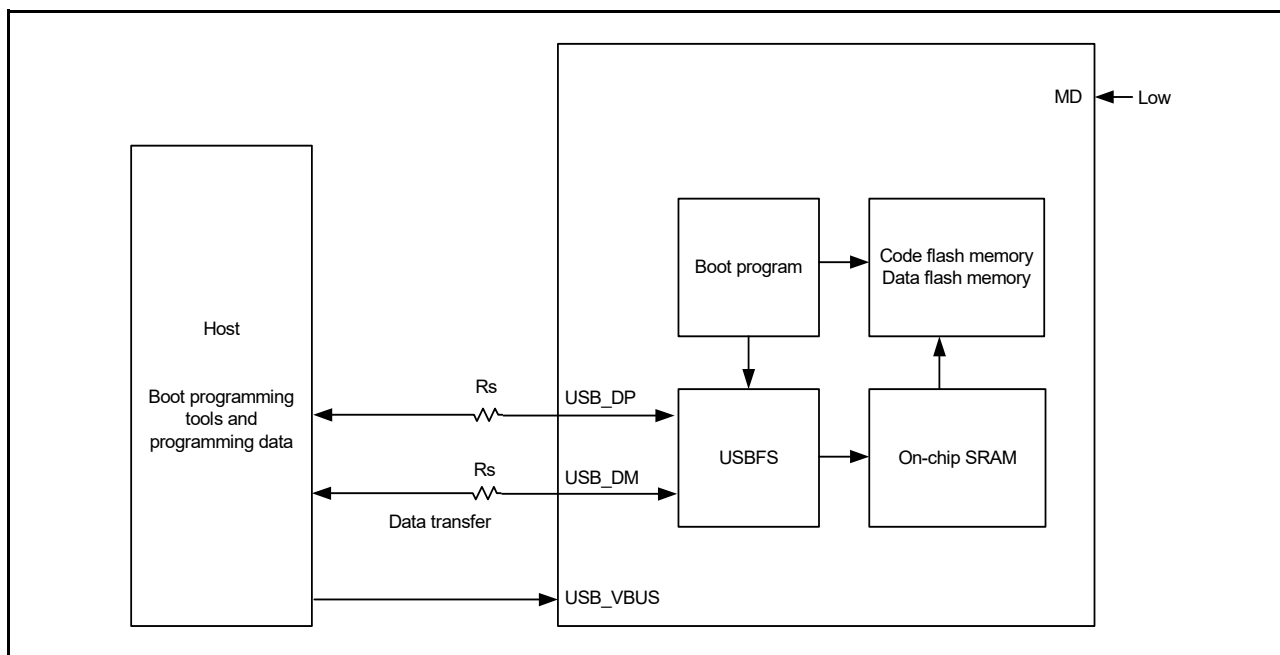 MD
Low
Boot program
Code flash memory
Data flash memory
Host
Boot programming
tools and
programming data
Rs
USB_DP
Rs
USB_DM
Data transfer
USBFS
On-chip SRAM
USB_VBUS